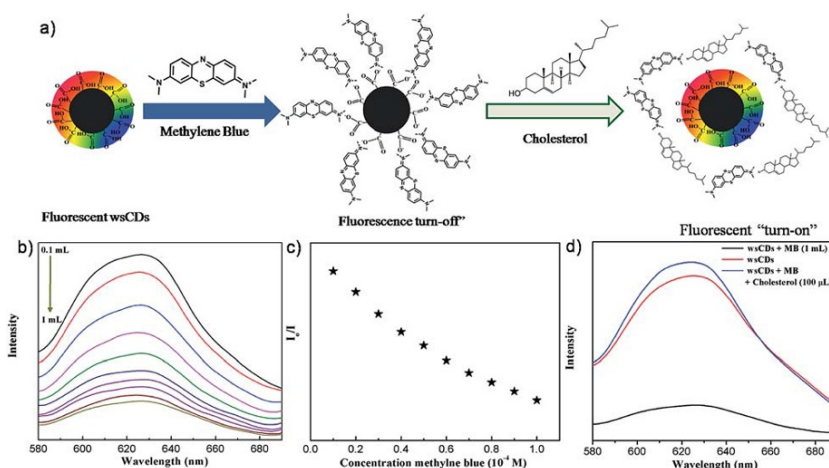 a)
Methylene Blue
Cholesterol
HO
Fluorescent wsCDs
Fluorescence turn-off”
Fluorescent “turn-on”
b)
0.1 mL
1 mL
Intensity
580 600 620 640 660 680
Wavelength (nm)
c)
I₀/I
0.0 0.2 0.4 0.6 0.8 1.0
Concentration methylne blue (10⁻⁴ M)
d)
wsCDs + MB (1 mL)
wsCDs
wsCDs + MB
+ Cholesterol (100 µL)
Intensity
580 600 620 640 660 680
Wavelength (nm)